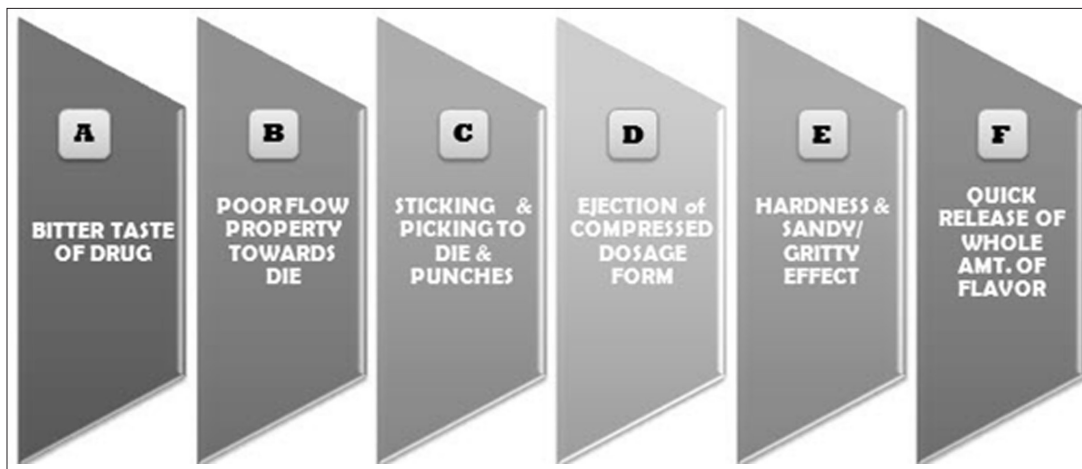 A
BITTER TASTE
OF DRUG
B
POOR FLOW
PROPERTY
TOWARDS
DIE
C
STICKING &
PICKING TO
DIE &
PUNCHES
D
EJECTION of
COMPRESSED
DOSAGE
FORM
E
HARDNESS &
SANDY/
GRITTY
EFFECT
F
QUICK
RELEASE OF
WHOLE
AMT. OF
FLAVOR